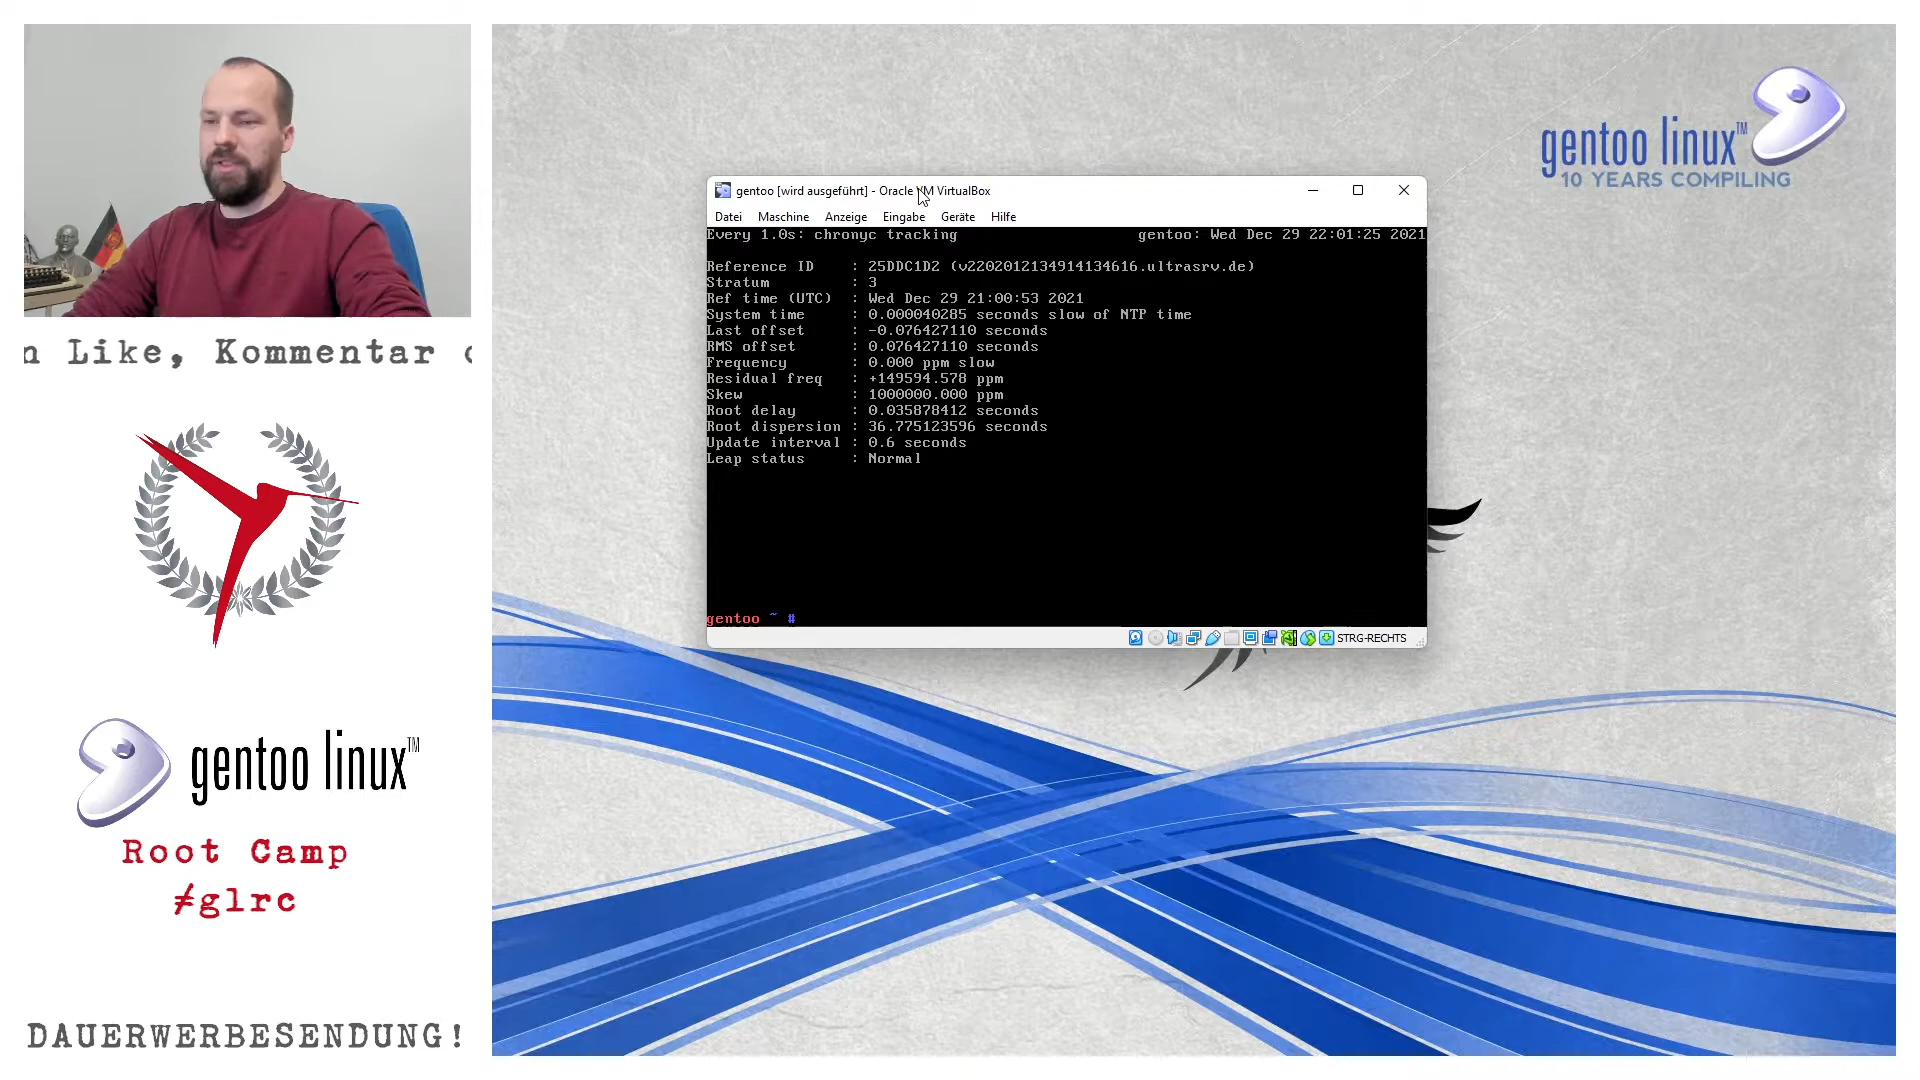 n Like, Kommentar
gentoo linux™
Root Camp
≠glrc
DAUERWERBESENDUNG!
gentoo linux™
10 YEARS COMPILING
gentoo [wird ausgeführt] - Oracle VM VirtualBox
Datei Maschine Anzeige Eingabe Geräte Hilfe
Every 1.0s: chronyc tracking gentoo: Wed Dec 29 22:01:25 2021
Reference ID : 25DDC1D2 (v2202012134914134616.ultrasrv.de)
Stratum : 3
Ref time (UTC) : Wed Dec 29 21:00:53 2021
System time : 0.000040285 seconds slow of NTP time
Last offset : -0.076427110 seconds
RMS offset : 0.076427110 seconds
Frequency : 0.000 ppm slow
Residual freq : +149594.578 ppm
Skew : 1000000.000 ppm
Root delay : 0.035878412 seconds
Root dispersion : 36.775123596 seconds
Update interval : 0.6 seconds
Leap status : Normal
gentoo ~ #
STRG-RECHTS